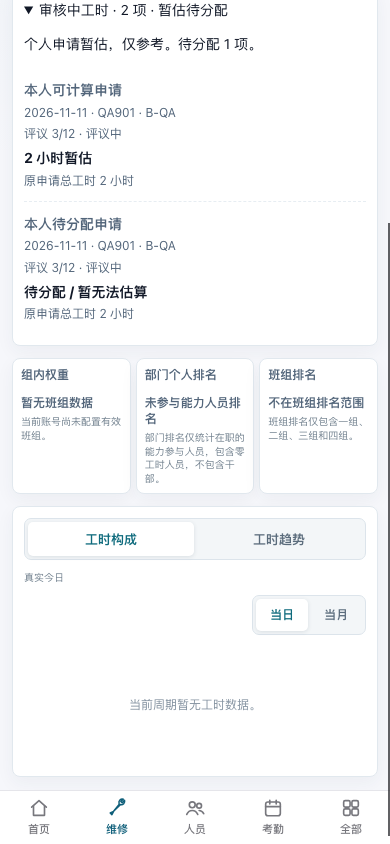 ▼ 审核中工时 · 2 项 · 暂估待分配
个人申请暂估，仅参考。待分配 1 项。
本人可计算申请
2026-11-11 · QA901 · B-QA
评议 3/12 · 评议中
2 小时暂估
原申请总工时 2 小时
本人待分配申请
2026-11-11 · QA901 · B-QA
评议 3/12 · 评议中
待分配 / 暂无法估算
原申请总工时 2 小时
组内权重
暂无班组数据
当前账号尚未配置有效
班组。
部门个人排名
未参与能力人员排
名
部门排名仅统计在职的
能力参与人员，包含零
工时人员，不包含干
部。
班组排名
不在班组排名范围
班组排名仅包含一组、
二组、三组和四组。
工时构成
工时趋势
真实今日
当日
当月
当前周期暂无工时数据。
首页
维修
人员
考勤
全部